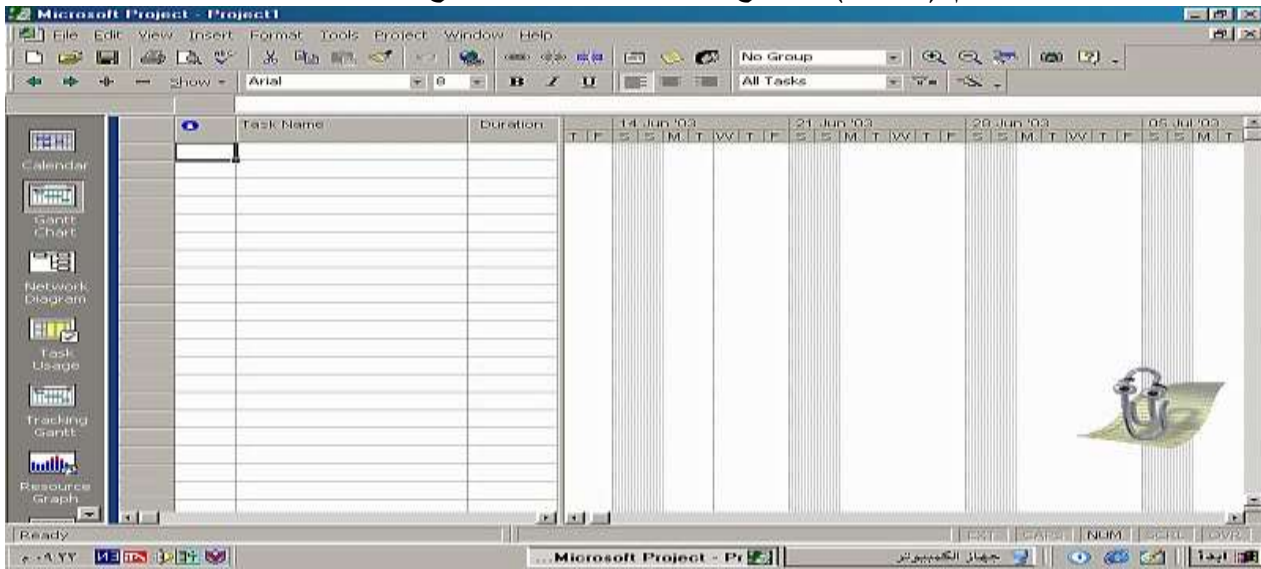 Microsoft Project - Project1
File Edit View Insert Format Tools Project Window Help
No Group
Show Arial 8 B I U All Tasks
Task Name Duration 14 Jun '03 21 Jun '03 28 Jun '03 05 Jul '03
T F S S M T W T F S S M T W T F S S M T W T F S S M T
Calendar
Gantt
Chart
Network
Diagram
Task
Usage
Tracking
Gantt
Resource
Graph
Ready EXT CAPS NUM SCRL OVR
...Microsoft Project - Pr جهاز الكمبيوتر ابدأ